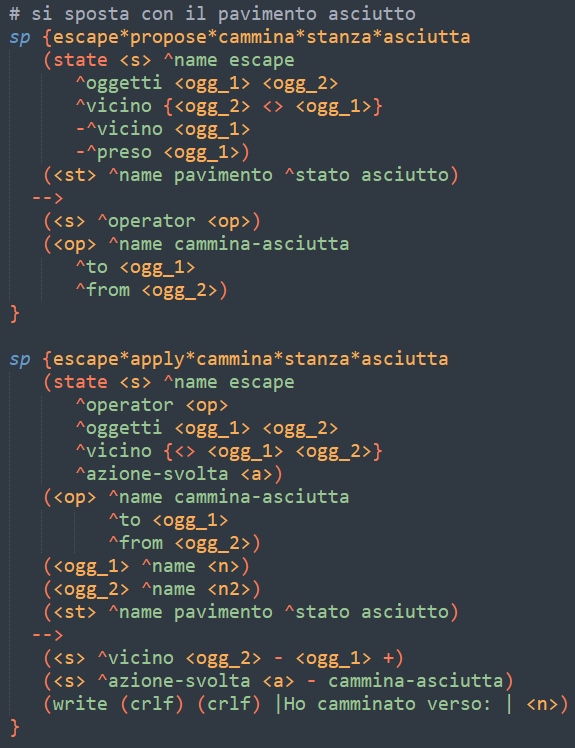 # si sposta con il pavimento asciutto
sp {escape*propose*cammina*stanza*asciutta
   (state <s> ^name escape
      ^oggetti <ogg_1> <ogg_2>
      ^vicino {<ogg_2> <> <ogg_1>}
      -^vicino <ogg_1>
      -^preso <ogg_1>)
   (<st> ^name pavimento ^stato asciutto)
  -->
   (<s> ^operator <op>)
   (<op> ^name cammina-asciutta
      ^to <ogg_1>
      ^from <ogg_2>)
}

sp {escape*apply*cammina*stanza*asciutta
   (state <s> ^name escape
      ^operator <op>
      ^oggetti <ogg_1> <ogg_2>
      ^vicino {<> <ogg_1> <ogg_2>}
      ^azione-svolta <a>)
   (<op> ^name cammina-asciutta
         ^to <ogg_1>
         ^from <ogg_2>)
   (<ogg_1> ^name <n>)
   (<ogg_2> ^name <n2>)
   (<st> ^name pavimento ^stato asciutto)
  -->
   (<s> ^vicino <ogg_2> - <ogg_1> +)
   (<s> ^azione-svolta <a> - cammina-asciutta)
   (write (crlf) (crlf) |Ho camminato verso: | <n>)
}